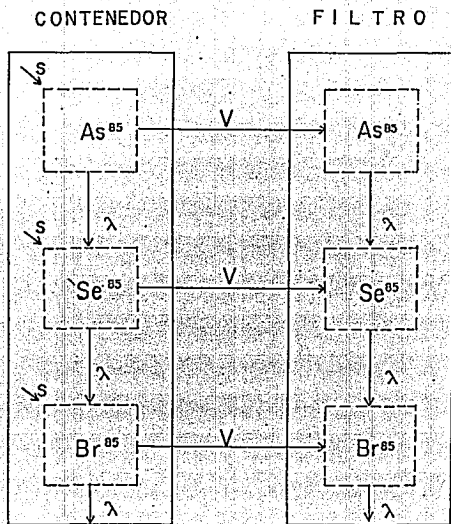 CONTENEDOR FILTRO
S
As⁸⁵ V As⁸⁵
λ λ
S
Se⁸⁵ V Se⁸⁵
λ λ
S
Br⁸⁵ V Br⁸⁵
λ λ